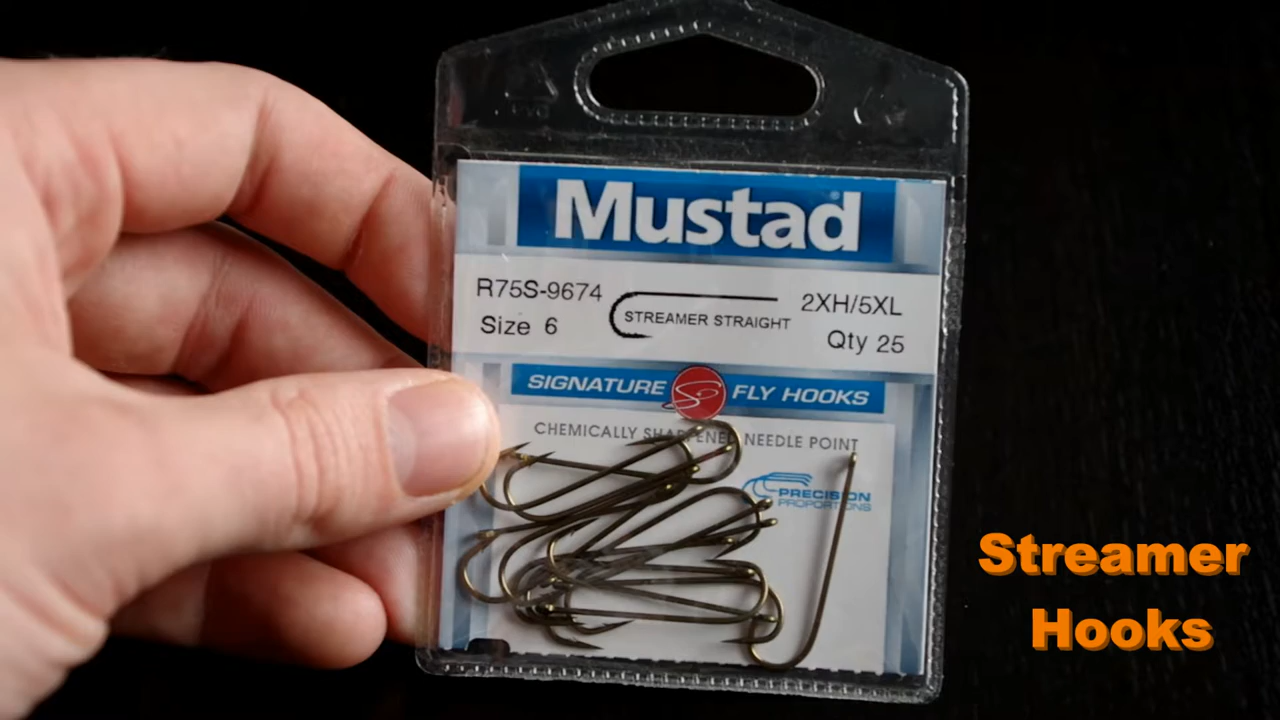 Mustad
R75S-9674
2XH/5XL
STREAMER STRAIGHT
Size 6
Qty 25
SIGNATURE FLY HOOKS
CHEMICALLY SHARPENED NEEDLE POINT
PRECISION
PROPORTIONS
Streamer
Hooks